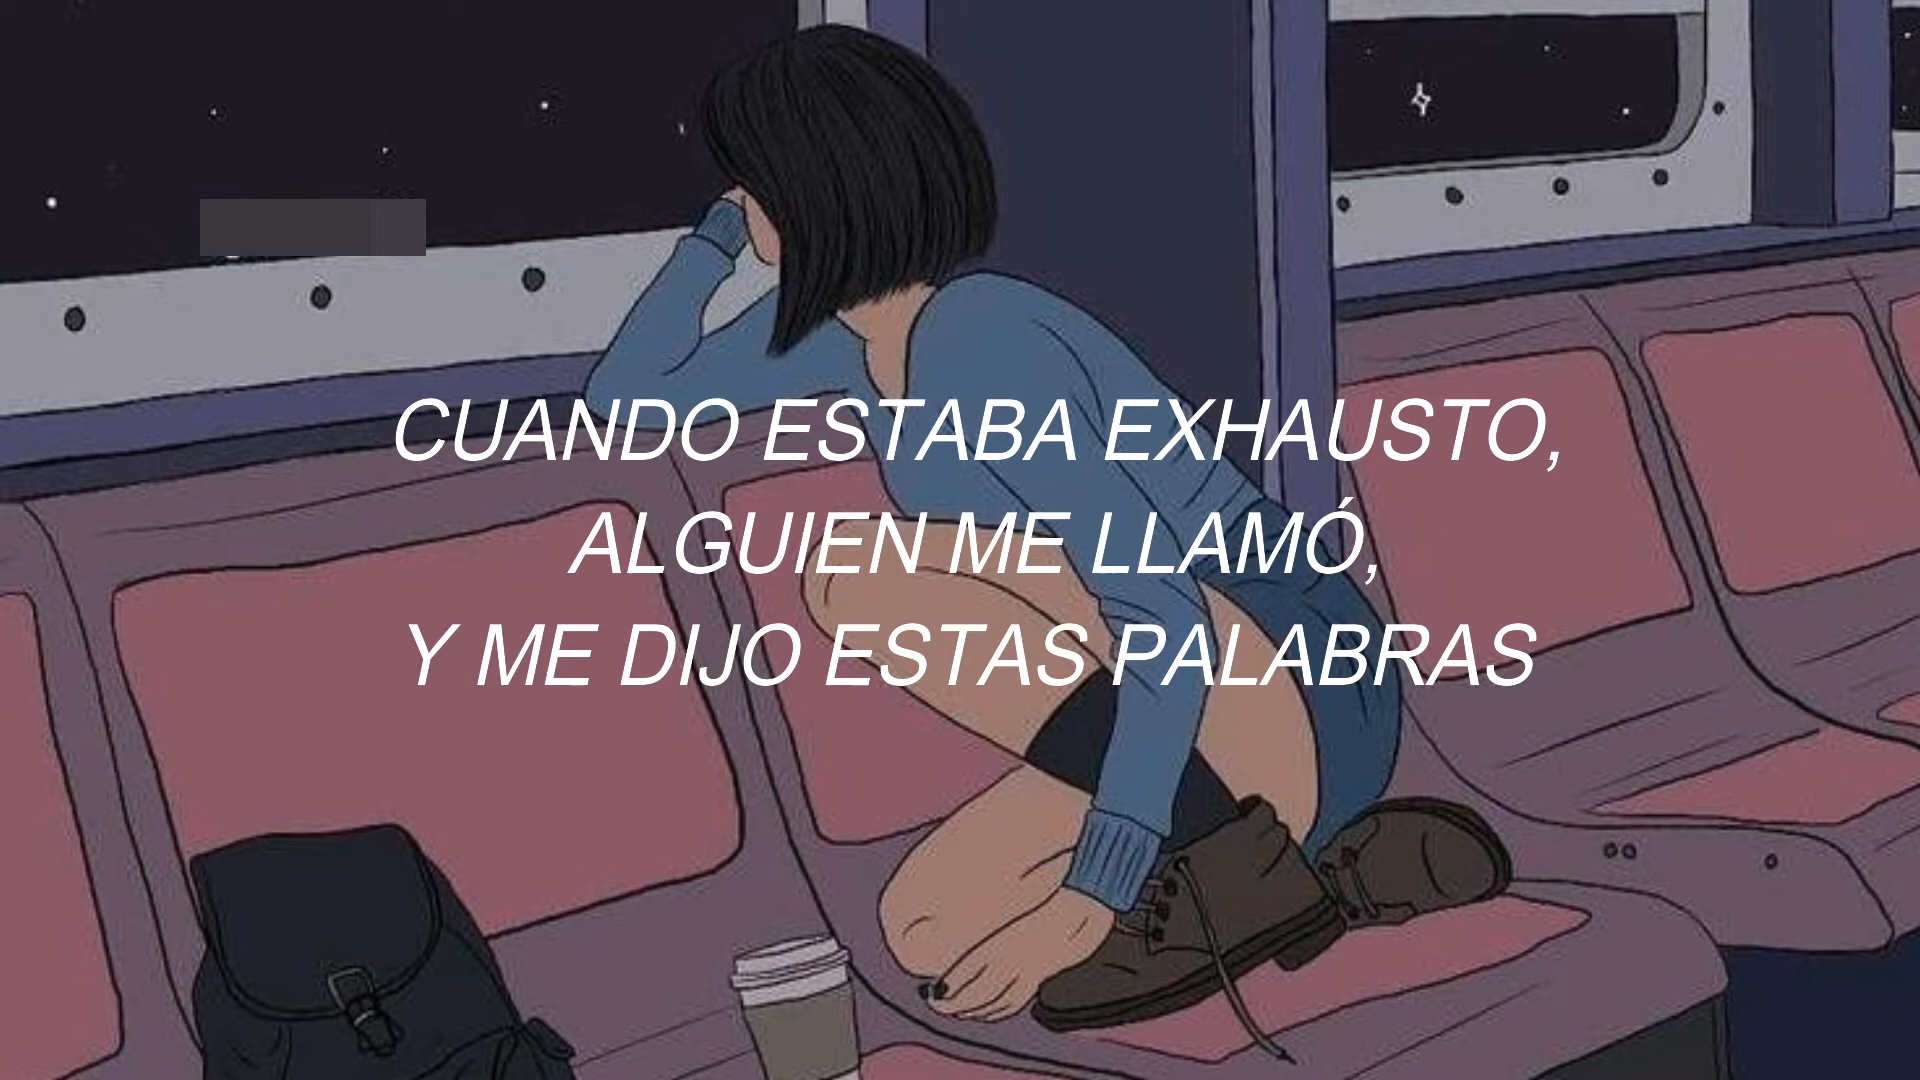 CUANDO ESTABA EXHAUSTO,
ALGUIEN ME LLAMÓ,
Y ME DIJO ESTAS PALABRAS